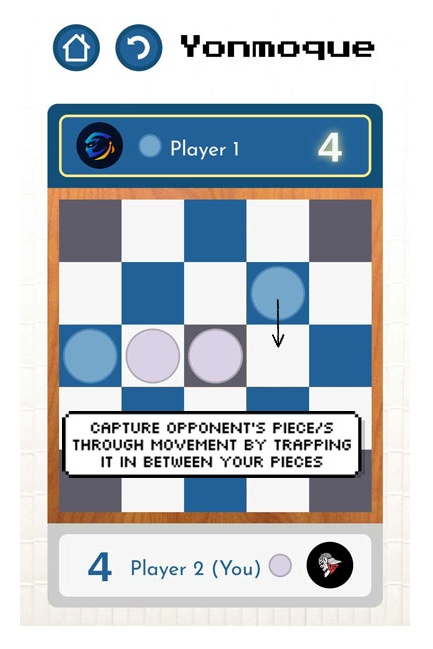 Yonmoque
Player 1 4
CAPTURE OPPONENT'S PIECE/S
THROUGH MOVEMENT BY TRAPPING
IT IN BETWEEN YOUR PIECES
4 Player 2 (You)